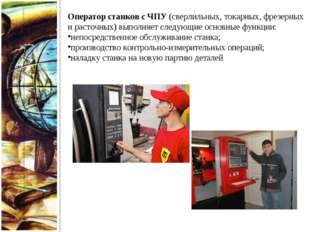 Оператор станков с ЧПУ (сверлильных, токарных, фрезерных
и расточных) выполняет следующие основные функции:
•непосредственное обслуживание станка;
•производство контрольно-измерительных операций;
•наладку станка на новую партию деталей